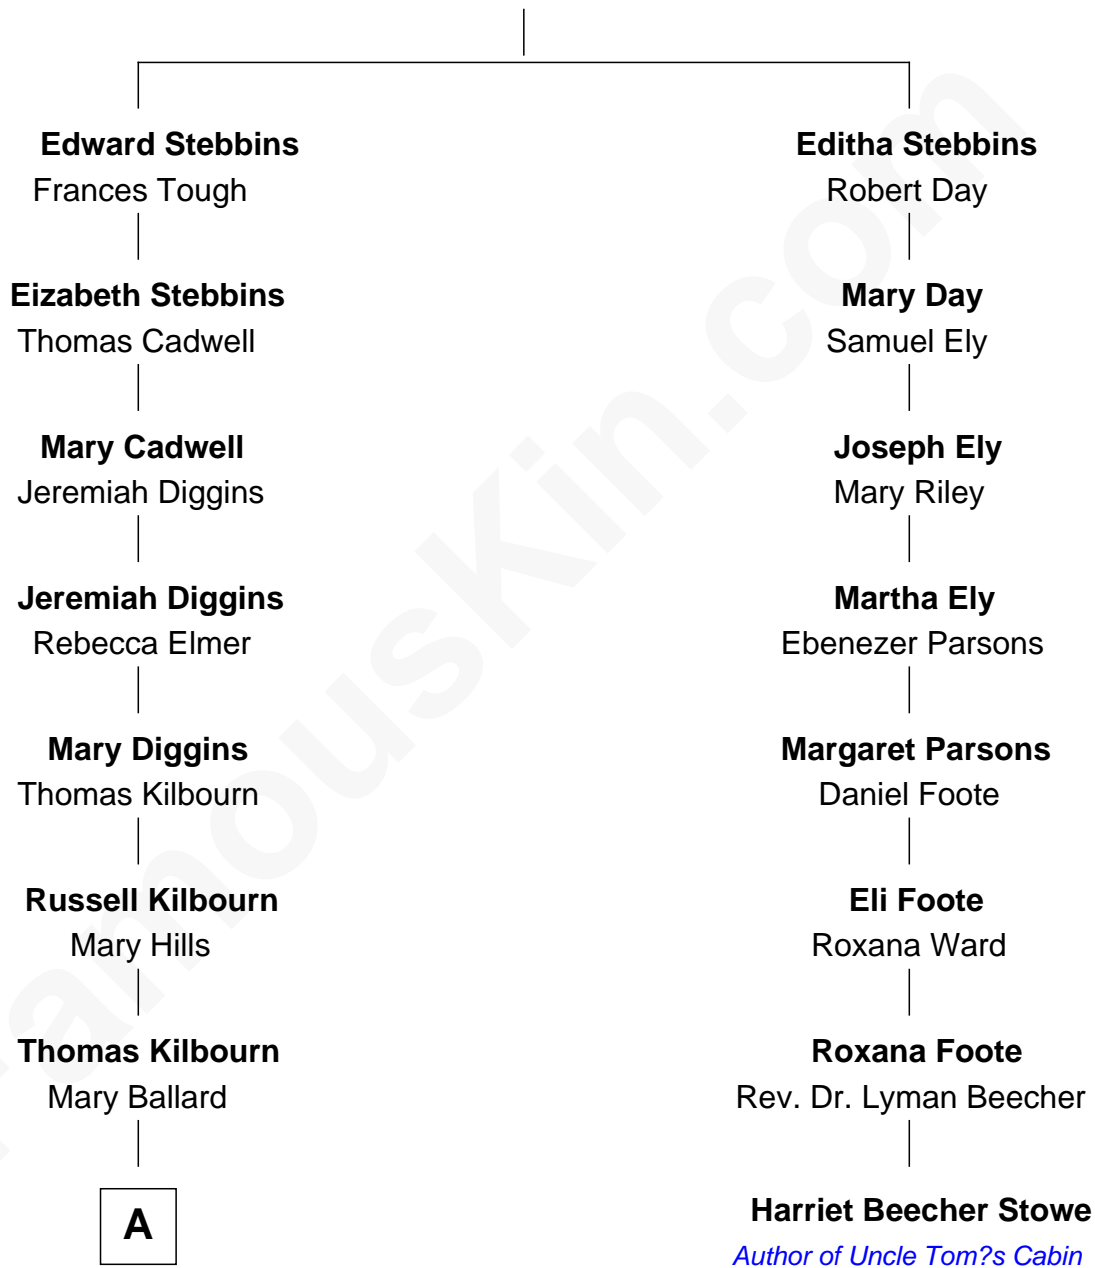 Edward Stebbins
Frances Tough
Eizabeth Stebbins
Thomas Cadwell
Mary Cadwell
Jeremiah Diggins
Jeremiah Diggins
Rebecca Elmer
Mary Diggins
Thomas Kilbourn
Russell Kilbourn
Mary Hills
Thomas Kilbourn
Mary Ballard
A
Editha Stebbins
Robert Day
Mary Day
Samuel Ely
Joseph Ely
Mary Riley
Martha Ely
Ebenezer Parsons
Margaret Parsons
Daniel Foote
Eli Foote
Roxana Ward
Roxana Foote
Rev. Dr. Lyman Beecher
Harriet Beecher Stowe
Author of Uncle Tom?s Cabin
FamousKin.com